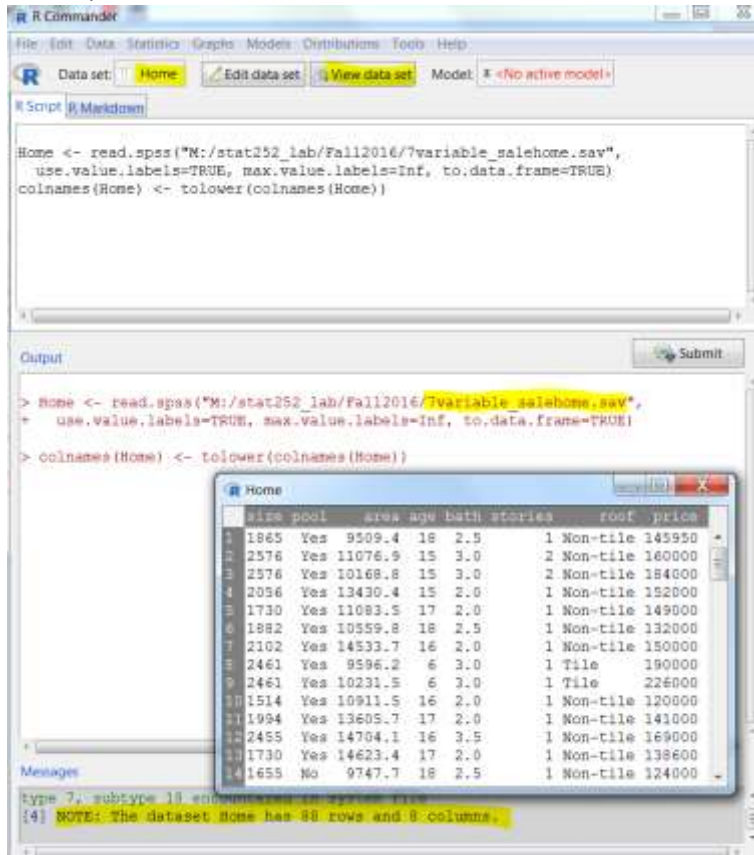 R Commander
File Edit Data Statistics Graphs Models Distributions Tools Help
Data set: Home Edit data set View data set Model: <No active model>
R Script R Markdown
Home <- read.spss("M:/stat252_lab/Fall2016/7variable_salehome.sav",
use.value.labels=TRUE, max.value.labels=Inf, to.data.frame=TRUE)
colnames(Home) <- tolower(colnames(Home))
Output
Submit
> Home <- read.spss("M:/stat252_lab/Fall2016/7variable_salehome.sav",
+ use.value.labels=TRUE, max.value.labels=Inf, to.data.frame=TRUE)
> colnames(Home) <- tolower(colnames(Home))
Home
size pool area age bath stories roof price
1 1865 Yes 9509.4 18 2.5 1 Non-tile 145950
2 2576 Yes 11076.9 15 3.0 2 Non-tile 160000
3 2576 Yes 10168.8 15 3.0 2 Non-tile 184000
4 2056 Yes 13430.4 15 2.0 1 Non-tile 152000
5 1730 Yes 11083.5 17 2.0 1 Non-tile 149000
6 1882 Yes 10559.8 18 2.5 1 Non-tile 132000
7 2102 Yes 14533.7 16 2.0 1 Non-tile 150000
8 2461 Yes 9596.2 6 3.0 1 Tile 190000
9 2461 Yes 10231.5 6 3.0 1 Tile 226000
10 1514 Yes 10911.5 16 2.0 1 Non-tile 120000
11 1994 Yes 13605.7 17 2.0 1 Non-tile 141000
12 2455 Yes 14704.1 16 3.5 1 Non-tile 169000
13 1730 Yes 14623.4 17 2.0 1 Non-tile 138600
14 1655 No 9747.7 18 2.5 1 Non-tile 124000
Messages
type 7, subtype 18 encountered in system file
[4] NOTE: The dataset Home has 88 rows and 8 columns.